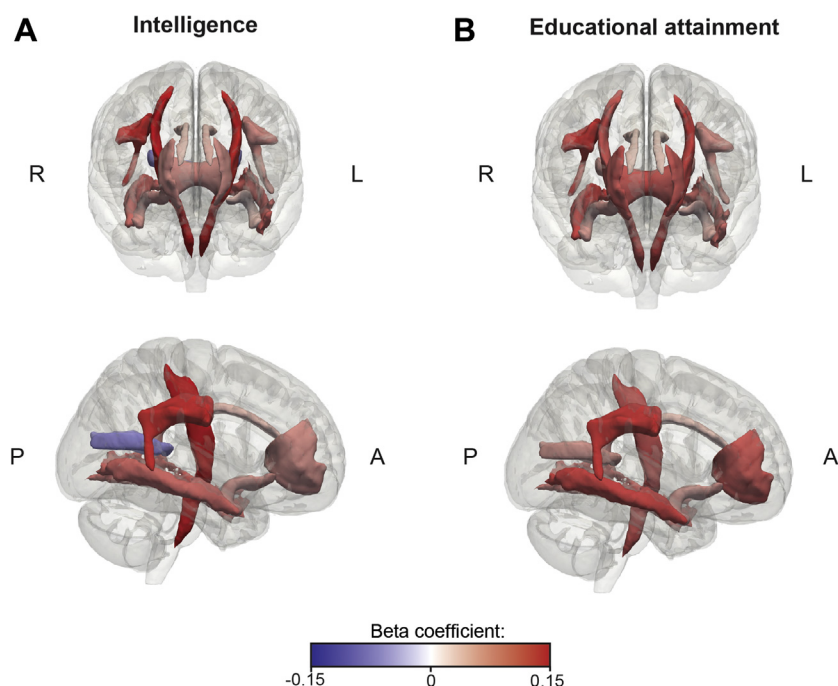 A
Intelligence
B
Educational attainment
R
L
R
L
P
A
P
A
Beta coefficient:
-0.15
0
0.15